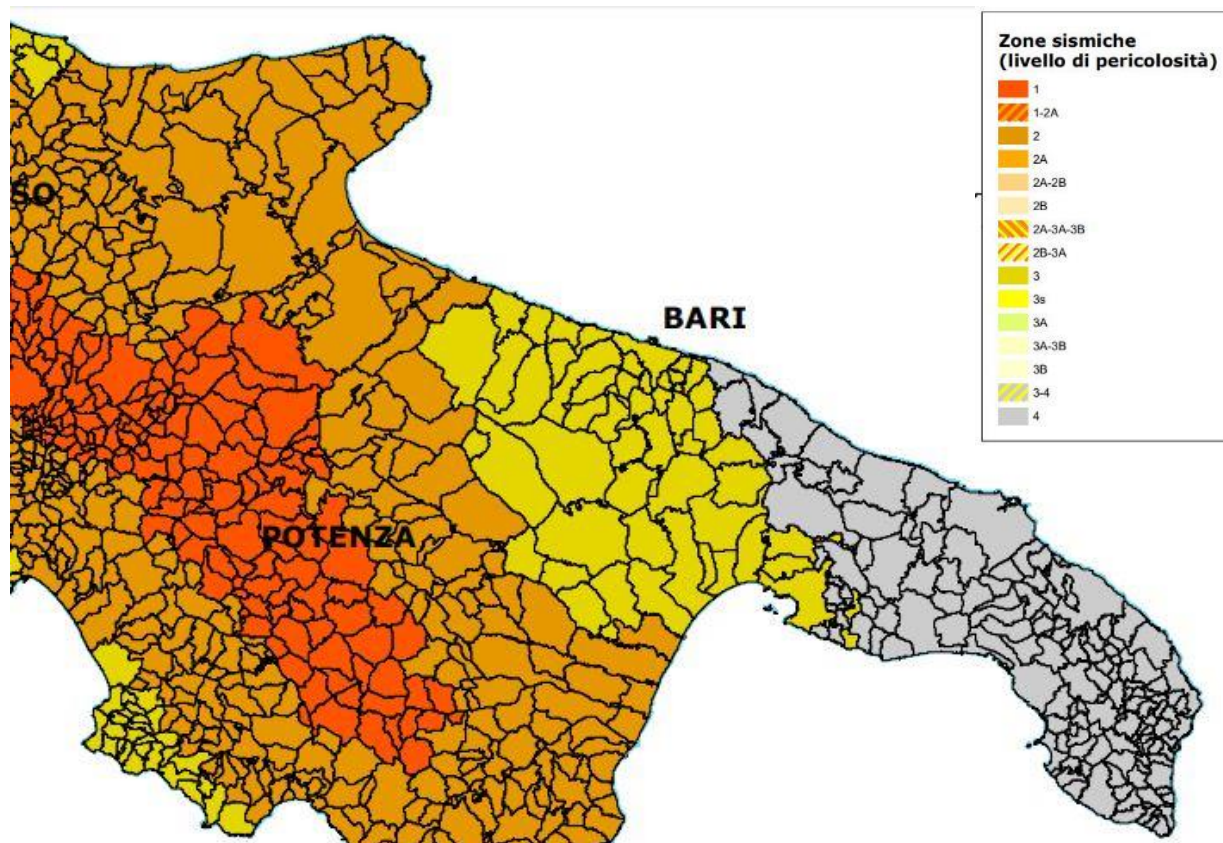 Zone sismiche
(livello di pericolosità)
1
1-2A
2
2A
2A-2B
2B
2A-3A-3B
2B-3A
3
3s
3A
3A-3B
3B
3-4
4
SO
BARI
POTENZA